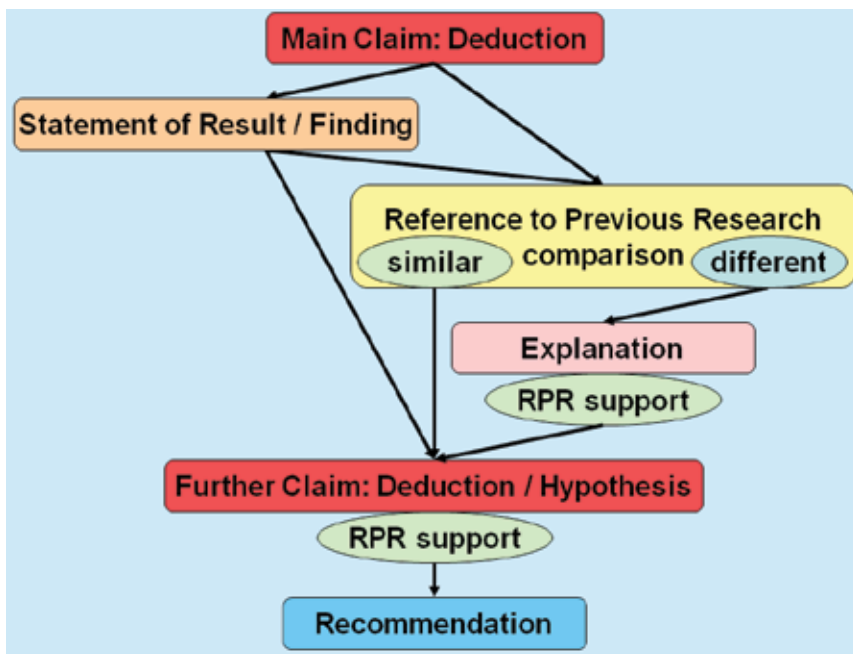 Main Claim: Deduction
Statement of Result / Finding
Reference to Previous Research
comparison
similar
different
Explanation
RPR support
Further Claim: Deduction / Hypothesis
RPR support
Recommendation